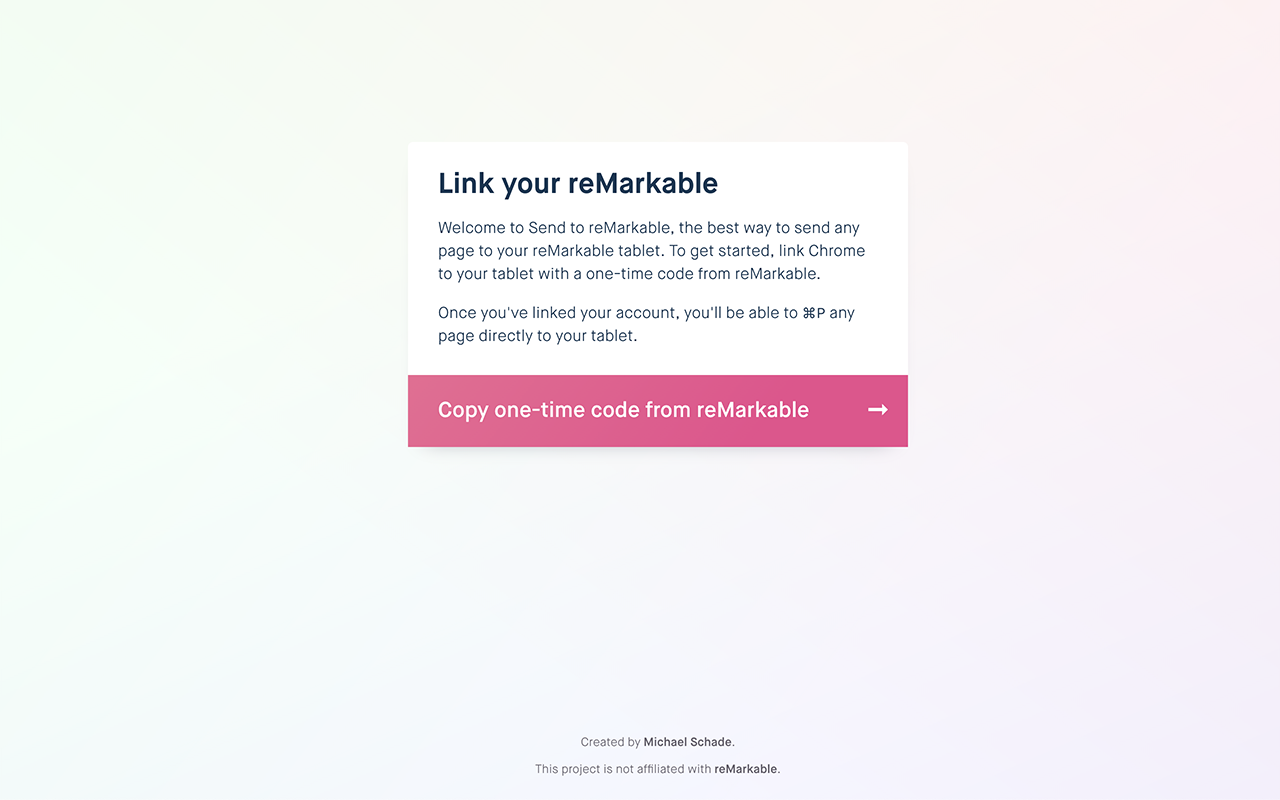 Link your reMarkable
Welcome to Send to reMarkable, the best way to send any
page to your reMarkable tablet. To get started, link Chrome
to your tablet with a one-time code from reMarkable.
Once you've linked your account, you'll be able to ⌘P any
page directly to your tablet.
Copy one-time code from reMarkable →
Created by Michael Schade.
This project is not affiliated with reMarkable.